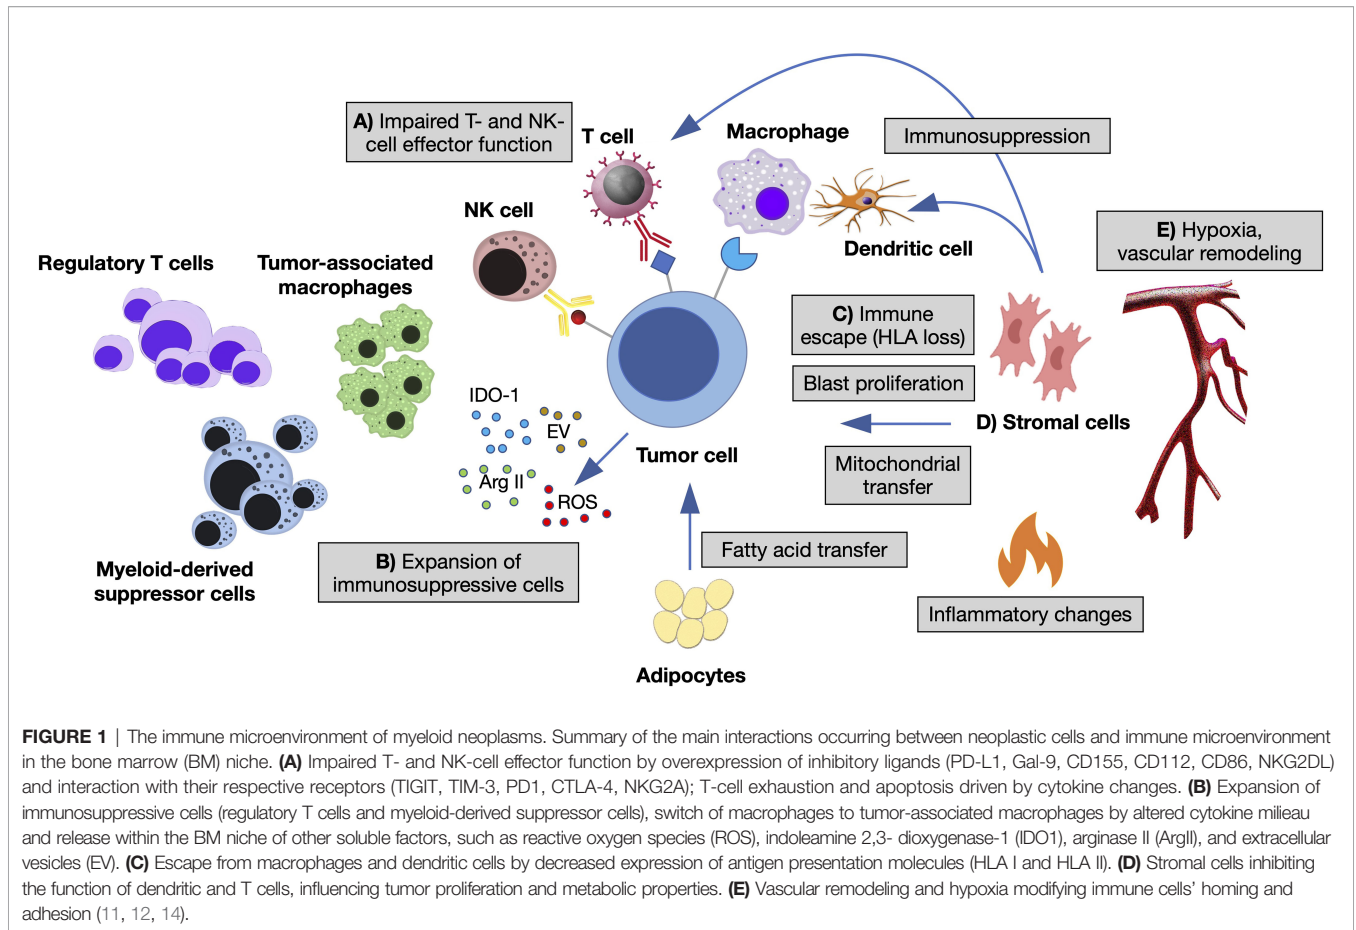 A) Impaired T- and NK-
cell effector function
T cell
Macrophage
Immunosuppression
NK cell
Dendritic cell
E) Hypoxia,
vascular remodeling
Regulatory T cells
Tumor-associated
macrophages
C) Immune
escape (HLA loss)
Blast proliferation
IDO-1
EV
D) Stromal cells
Tumor cell
Mitochondrial
transfer
Arg II
ROS
B) Expansion of
immunosuppressive cells
Fatty acid transfer
Myeloid-derived
suppressor cells
Inflammatory changes
Adipocytes
FIGURE 1 | The immune microenvironment of myeloid neoplasms. Summary of the main interactions occurring between neoplastic cells and immune microenvironment
in the bone marrow (BM) niche. (A) Impaired T- and NK-cell effector function by overexpression of inhibitory ligands (PD-L1, Gal-9, CD155, CD112, CD86, NKG2DL)
and interaction with their respective receptors (TIGIT, TIM-3, PD1, CTLA-4, NKG2A); T-cell exhaustion and apoptosis driven by cytokine changes. (B) Expansion of
immunosuppressive cells (regulatory T cells and myeloid-derived suppressor cells), switch of macrophages to tumor-associated macrophages by altered cytokine milieau
and release within the BM niche of other soluble factors, such as reactive oxygen species (ROS), indoleamine 2,3- dioxygenase-1 (IDO1), arginase II (ArgII), and extracellular
vesicles (EV). (C) Escape from macrophages and dendritic cells by decreased expression of antigen presentation molecules (HLA I and HLA II). (D) Stromal cells inhibiting
the function of dendritic and T cells, influencing tumor proliferation and metabolic properties. (E) Vascular remodeling and hypoxia modifying immune cells' homing and
adhesion (11, 12, 14).